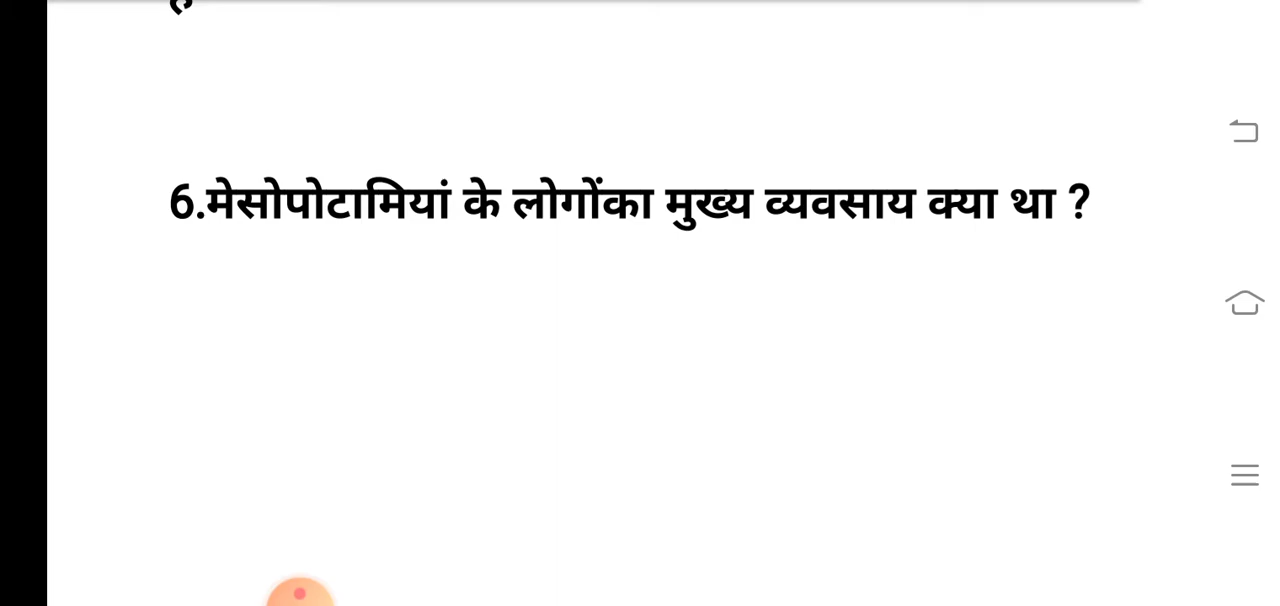 6.मेसोपोटामियां के लोगोंका मुख्य व्यवसाय क्या था ?